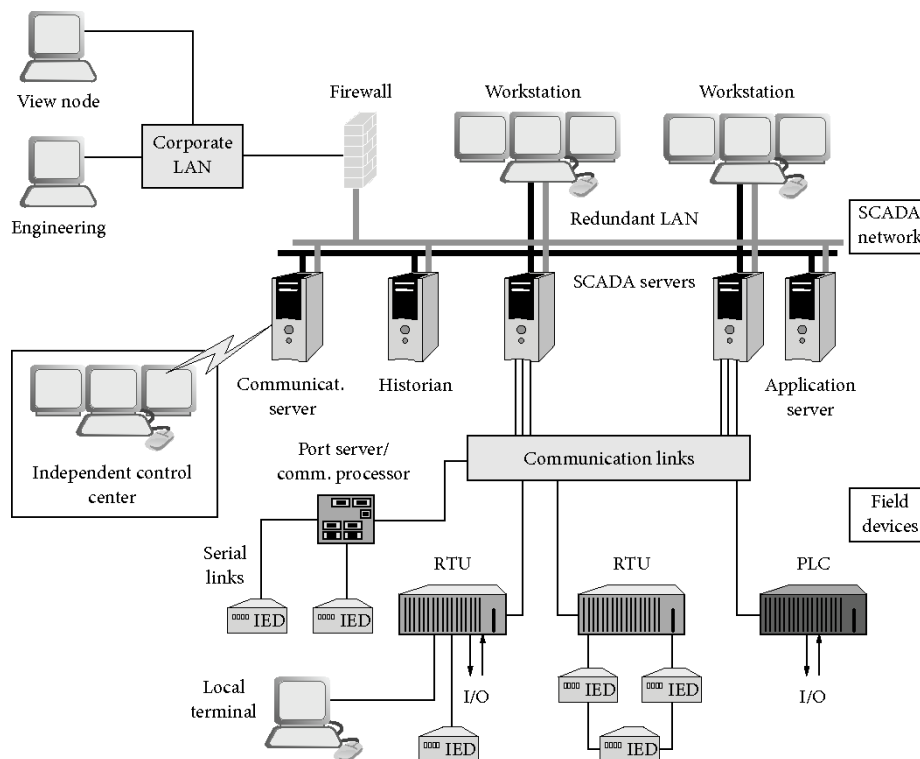 View node
Engineering
Corporate
LAN
Firewall
Workstation
Workstation
Redundant LAN
SCADA
network
SCADA servers
Communicat.
server
Historian
Application
server
Independent control
center
Port server/
comm. processor
Communication links
Field
devices
Serial
links
RTU
RTU
PLC
IED
IED
I/O
IED
IED
I/O
Local
terminal
IED
IED